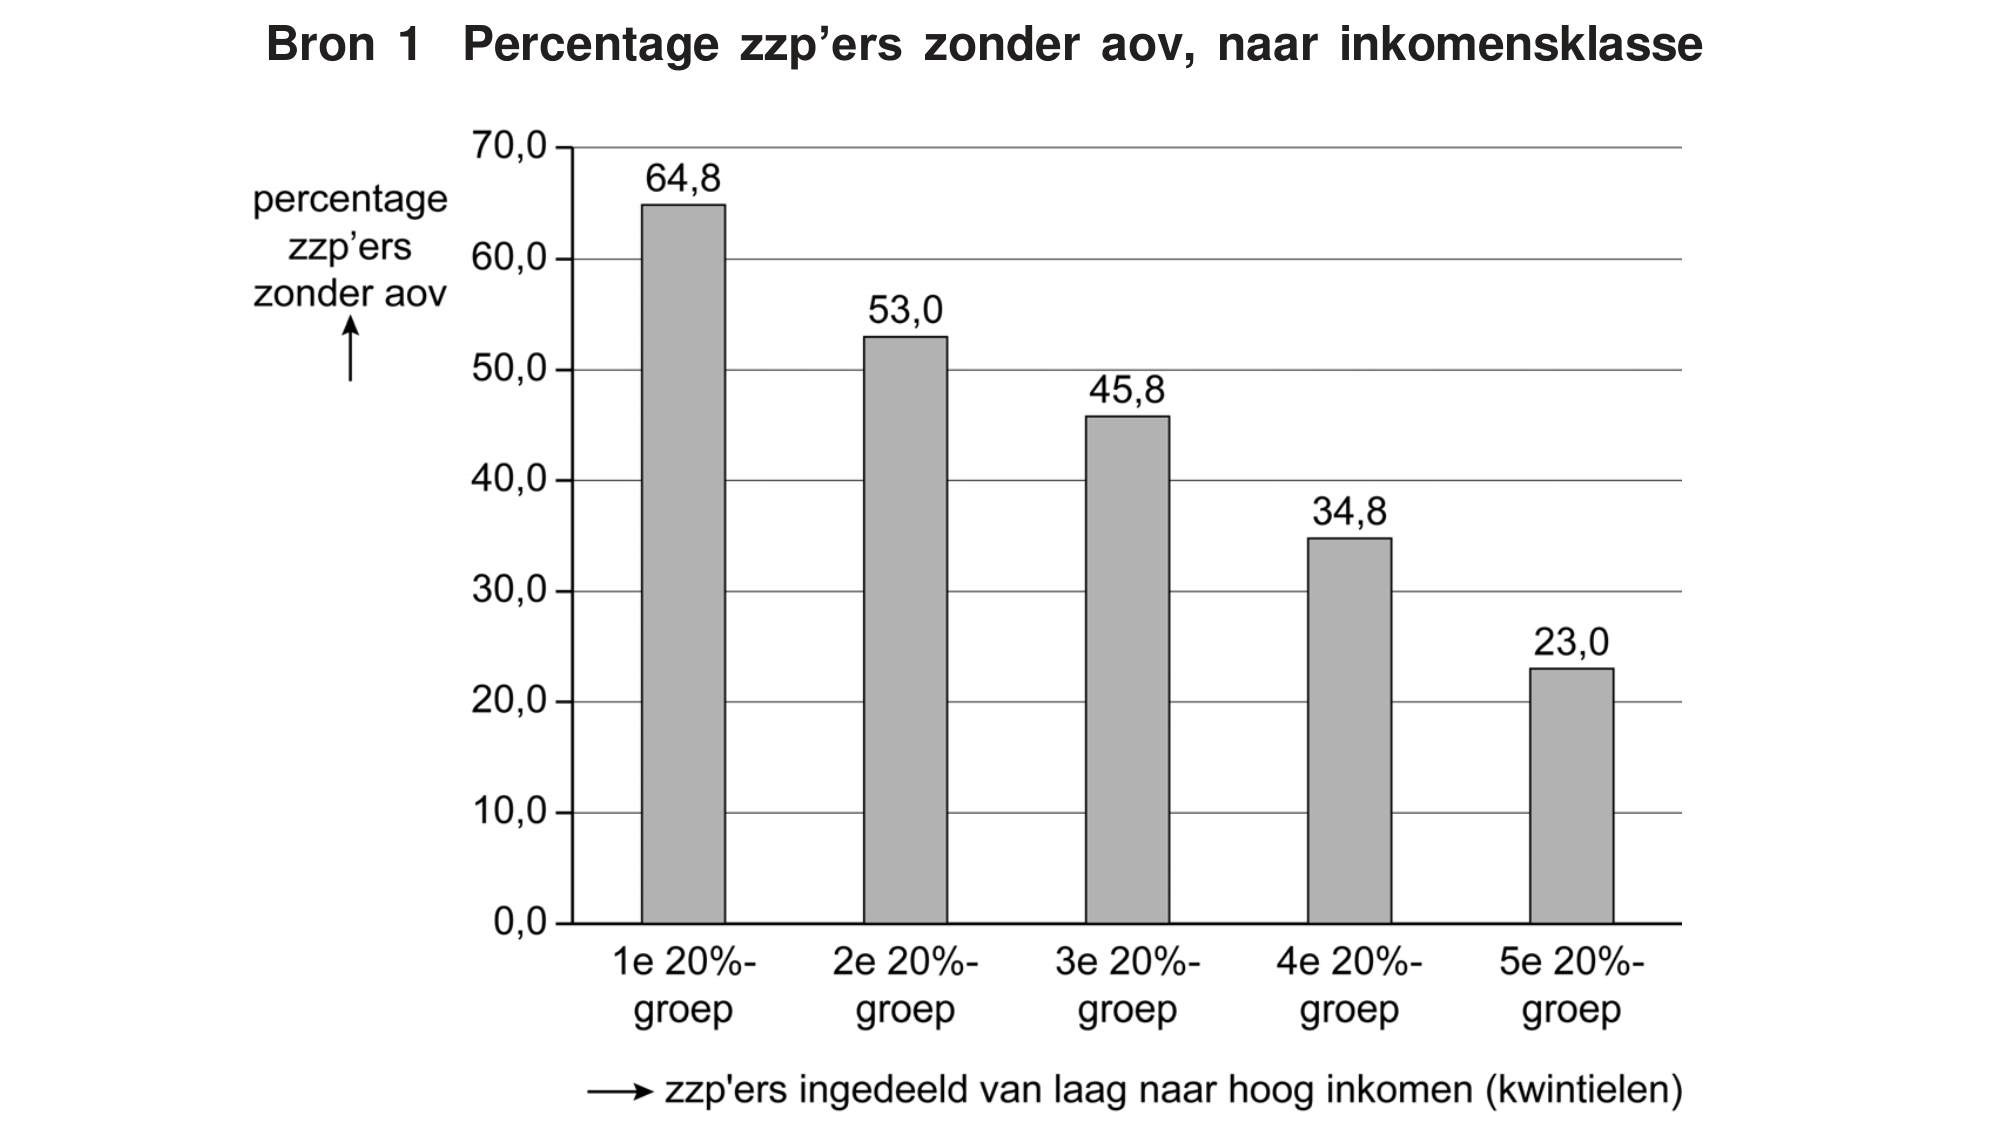 Bron 1 Percentage zzp’ers zonder aov, naar inkomensklasse
percentage
zzp’ers
zonder aov
70,0
60,0
50,0
40,0
30,0
20,0
10,0
0,0
64,8
53,0
45,8
34,8
23,0
1e 20%-
groep
2e 20%-
groep
3e 20%-
groep
4e 20%-
groep
5e 20%-
groep
zzp'ers ingedeeld van laag naar hoog inkomen (kwintielen)